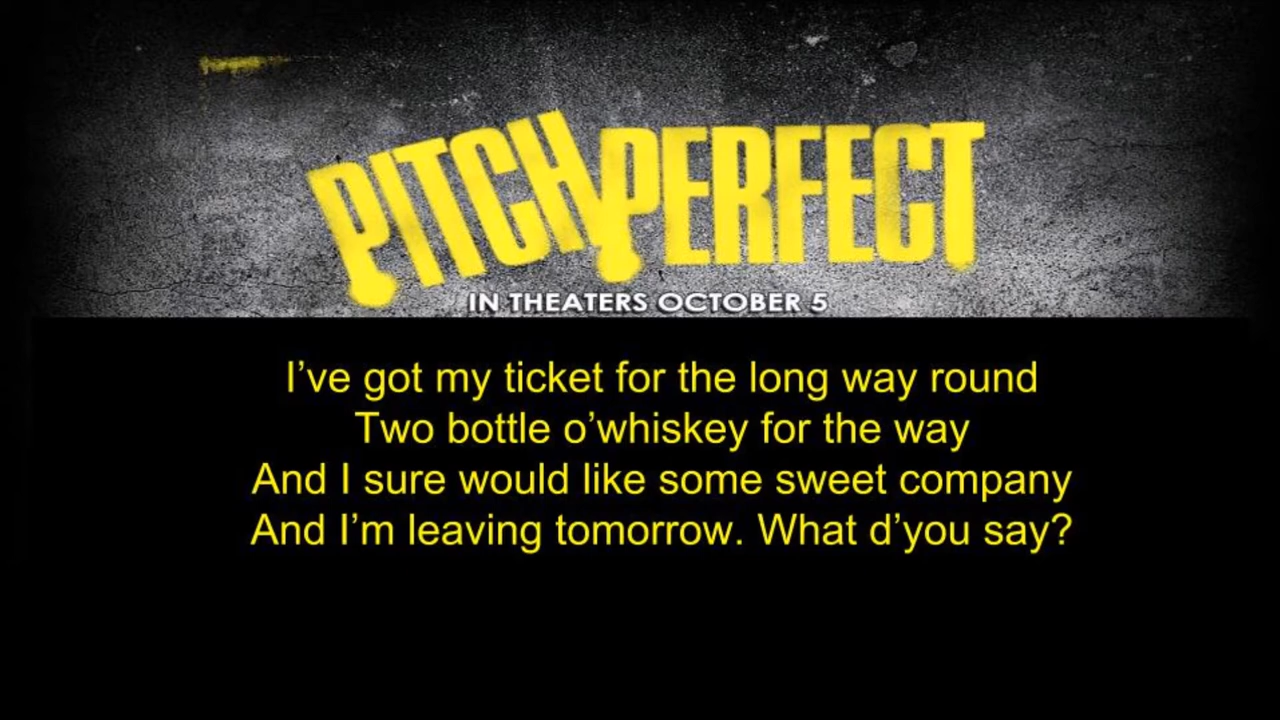 PITCH PERFECT
IN THEATERS OCTOBER 5
I’ve got my ticket for the long way round
Two bottle o’whiskey for the way
And I sure would like some sweet company
And I’m leaving tomorrow. What d’you say?